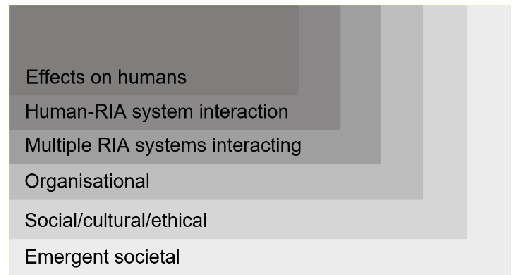 Effects on humans
Human-RIA system interaction
Multiple RIA systems interacting
Organisational
Social/cultural/ethical
Emergent societal